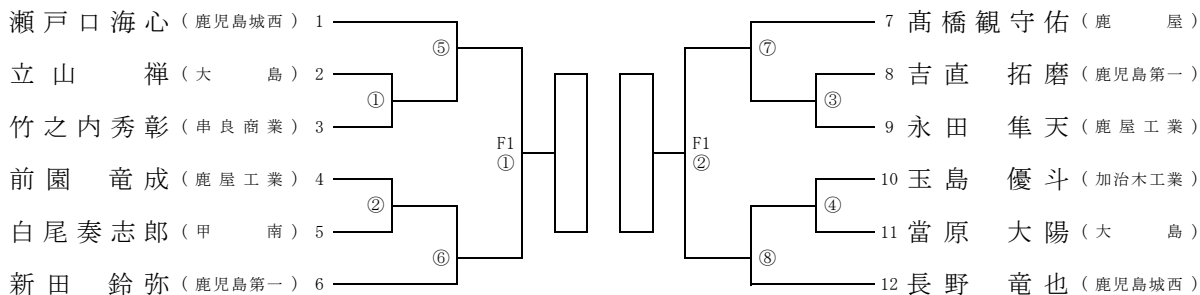 瀬戸口海心（鹿児島城西）1
⑤
立山　禅（大　島）2
①
竹之内秀彰（串良商業）3
F1
①
前園　竜成（鹿屋工業）4
②
白尾奏志郎（甲　南）5
⑥
新田　鈴弥（鹿児島第一）6
7 髙橋観守佑（鹿　屋）
⑦
8 吉直　拓磨（鹿児島第一）
③
9 永田　隼天（鹿屋工業）
F1
②
10 玉島　優斗（加治木工業）
④
11 當原　大陽（大　島）
⑧
12 長野　竜也（鹿児島城西）